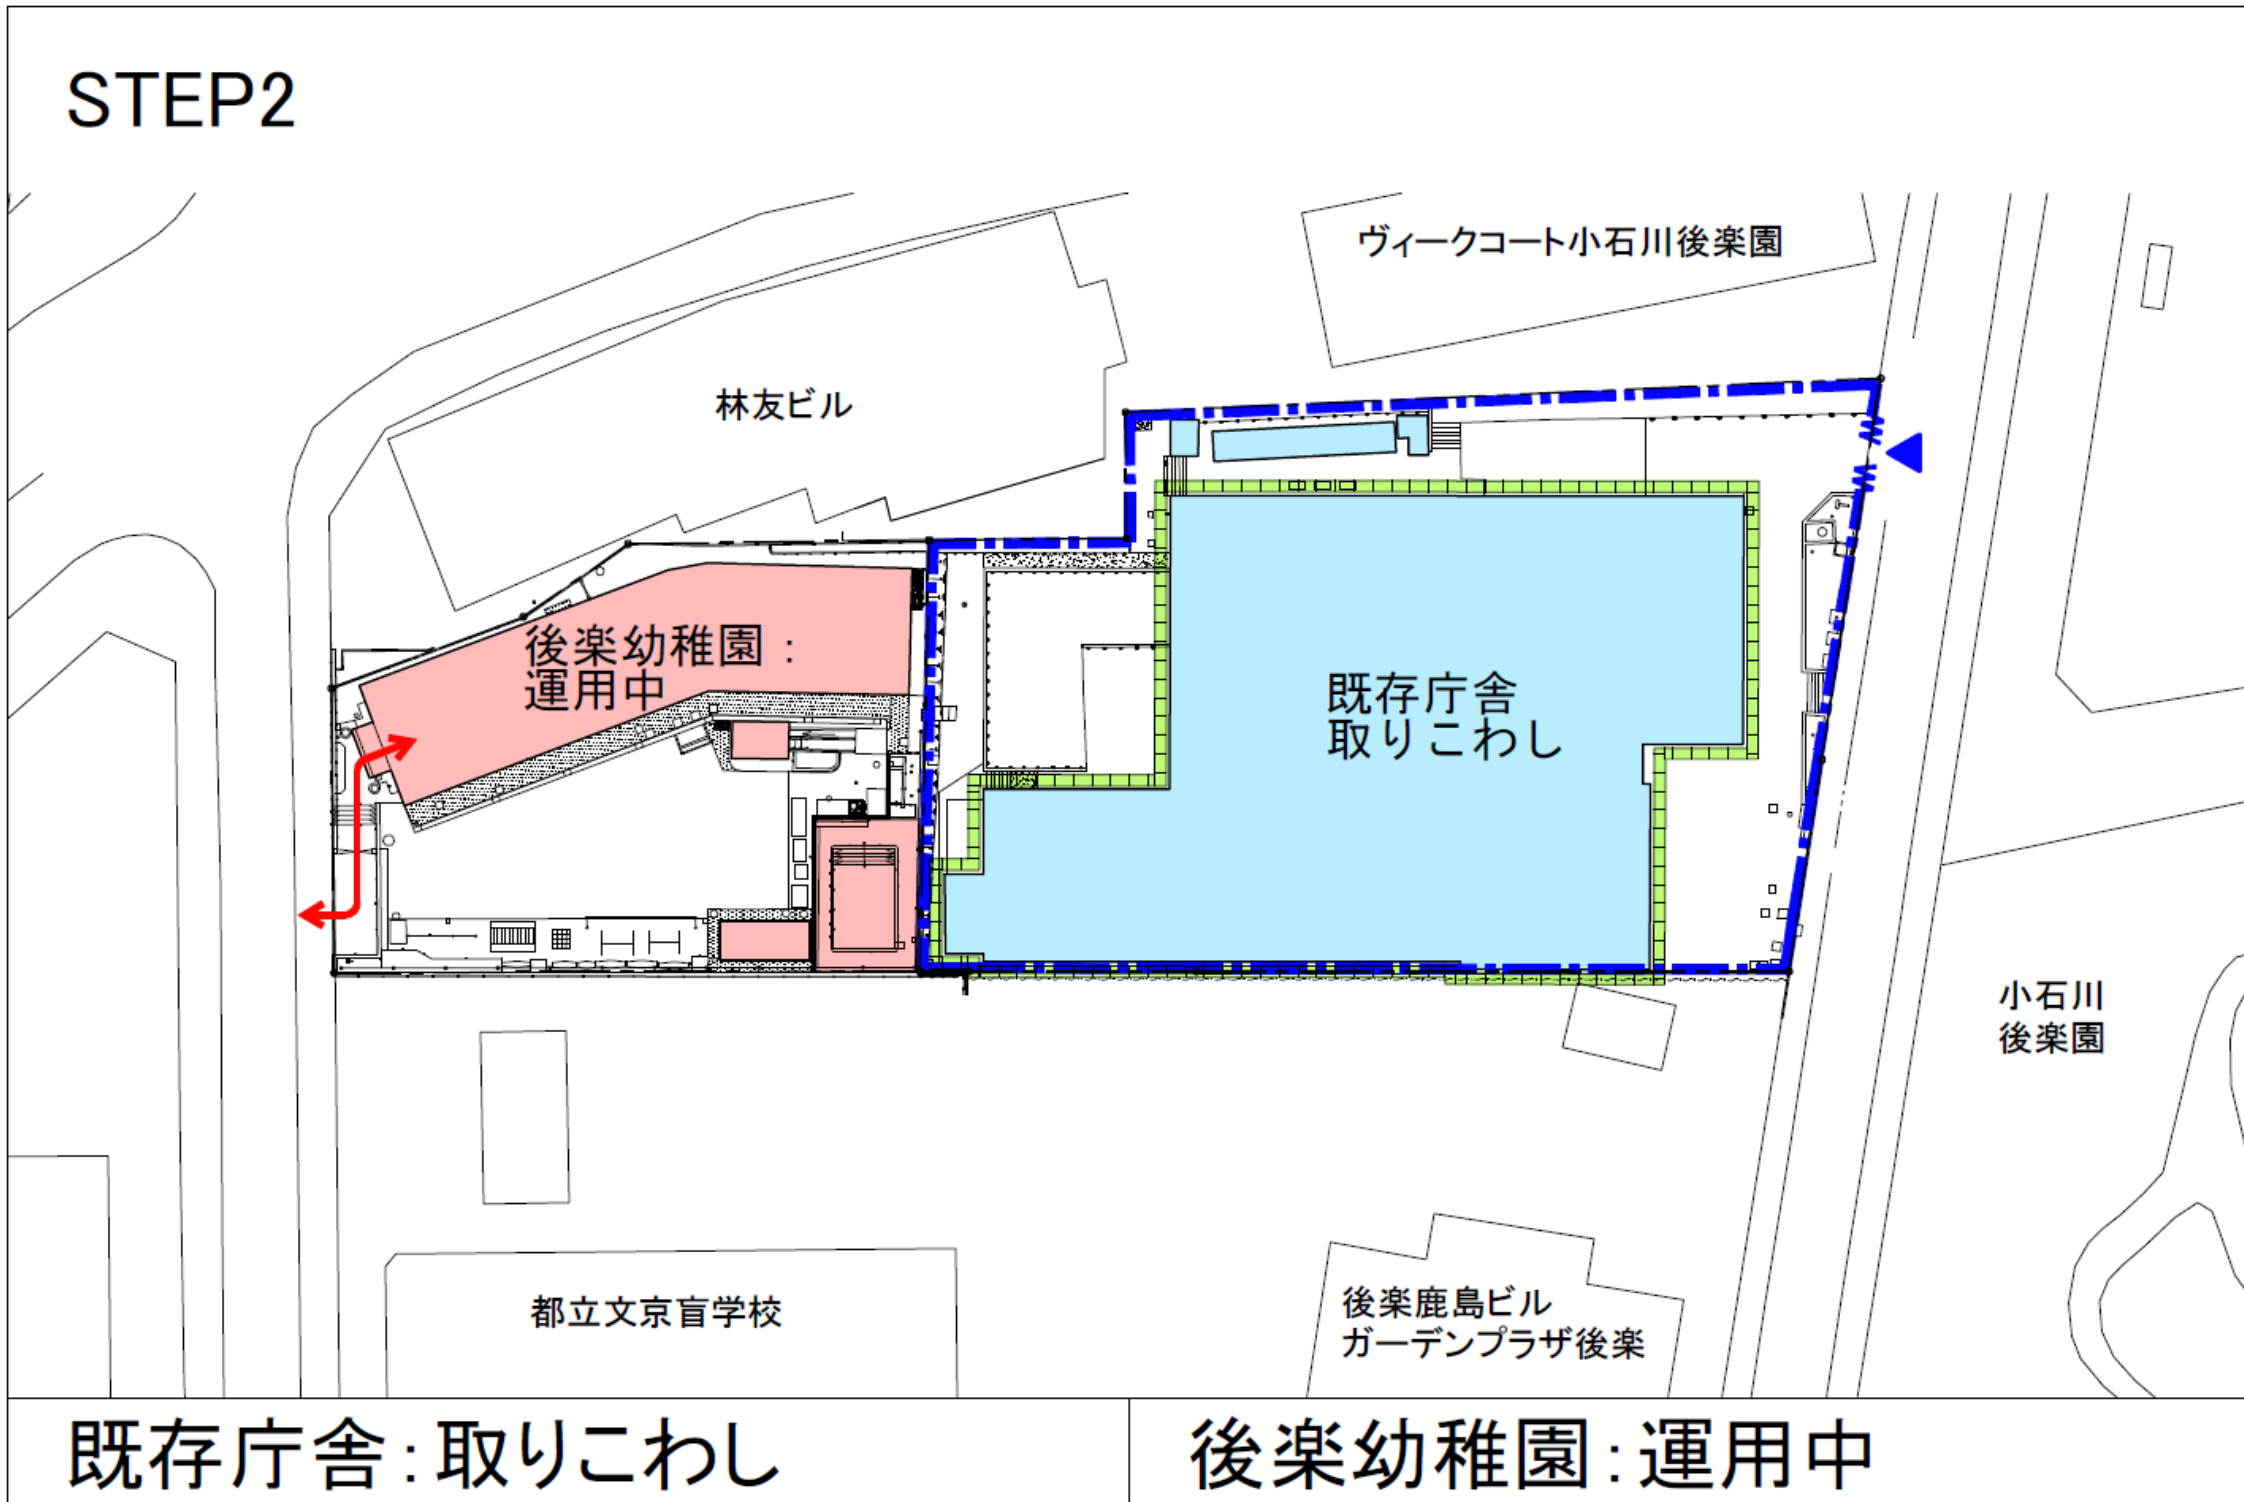 STEP2
ヴィークコート小石川後楽園
林友ビル
後楽幼稚園：
運用中
既存庁舎
取りこわし
小石川
後楽園
都立文京盲学校
後楽鹿島ビル
ガーデンプラザ後楽
既存庁舎：取りこわし
後楽幼稚園：運用中